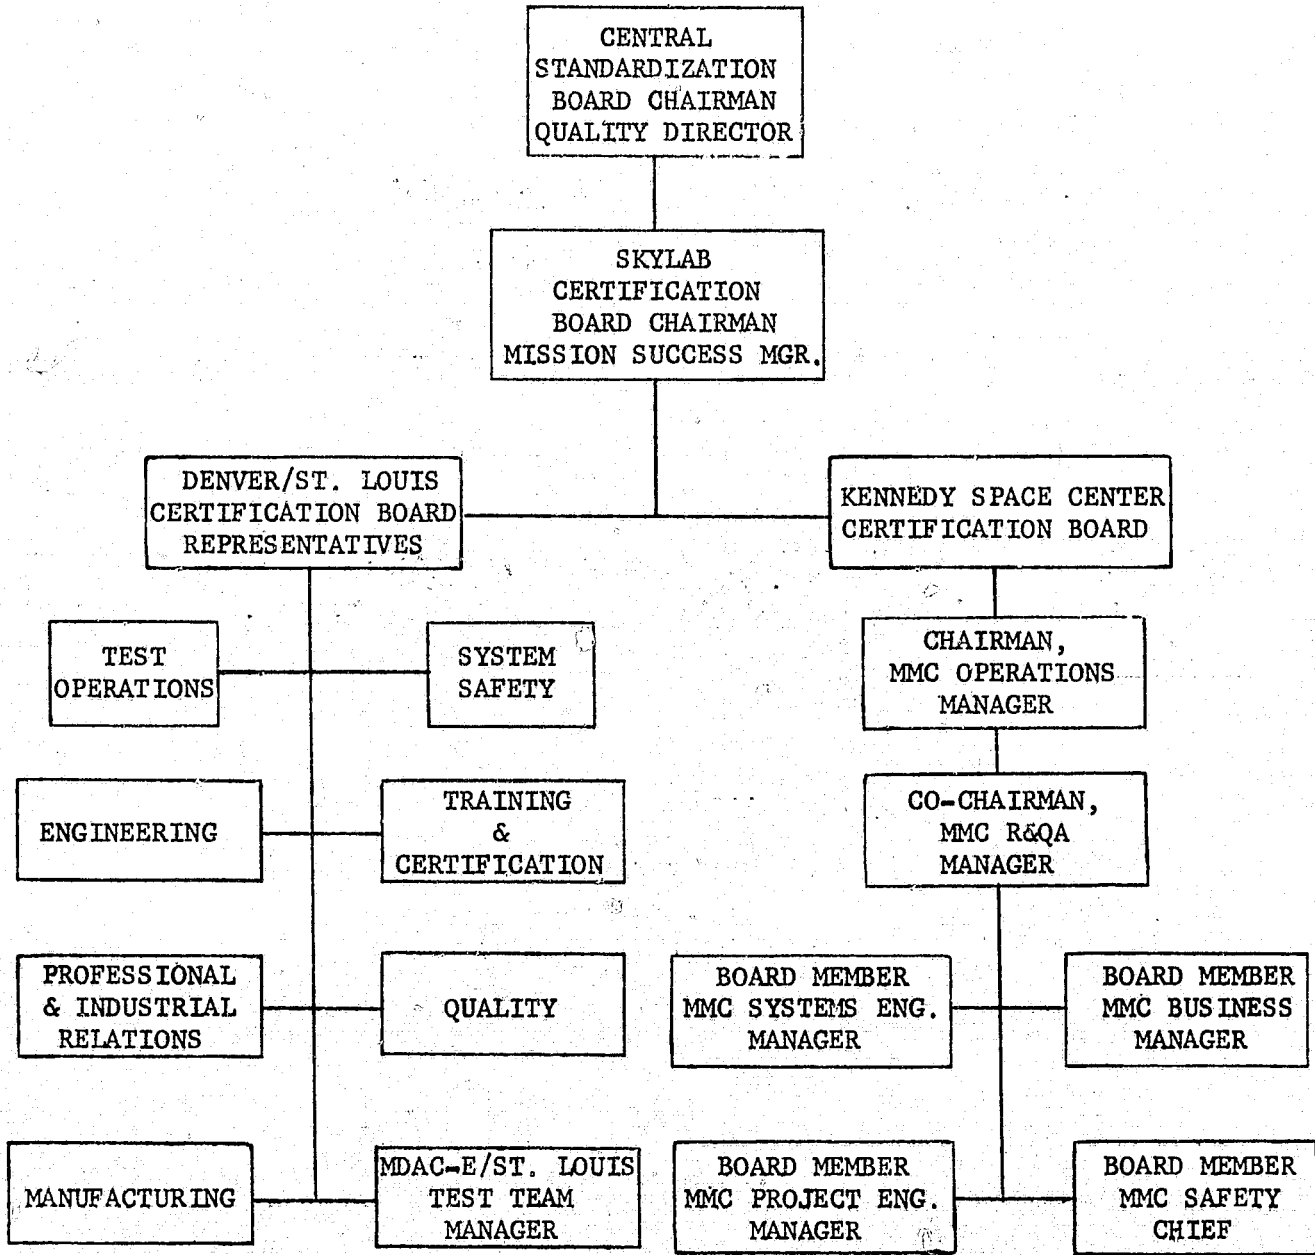 CENTRAL
STANDARDIZATION
BOARD CHAIRMAN
QUALITY DIRECTOR
SKYLAB
CERTIFICATION
BOARD CHAIRMAN
MISSION SUCCESS MGR.
DENVER/ST. LOUIS
CERTIFICATION BOARD
REPRESENTATIVES
KENNEDY SPACE CENTER
CERTIFICATION BOARD
TEST
OPERATIONS
SYSTEM
SAFETY
CHAIRMAN,
MMC OPERATIONS
MANAGER
ENGINEERING
TRAINING
&
CERTIFICATION
CO-CHAIRMAN,
MMC R&QA
MANAGER
PROFESSIONAL
& INDUSTRIAL
RELATIONS
QUALITY
BOARD MEMBER
MMC SYSTEMS ENG.
MANAGER
BOARD MEMBER
MMC BUSINESS
MANAGER
MANUFACTURING
MDAC-E/ST. LOUIS
TEST TEAM
MANAGER
BOARD MEMBER
MMC PROJECT ENG.
MANAGER
BOARD MEMBER
MMC SAFETY
CHIEF